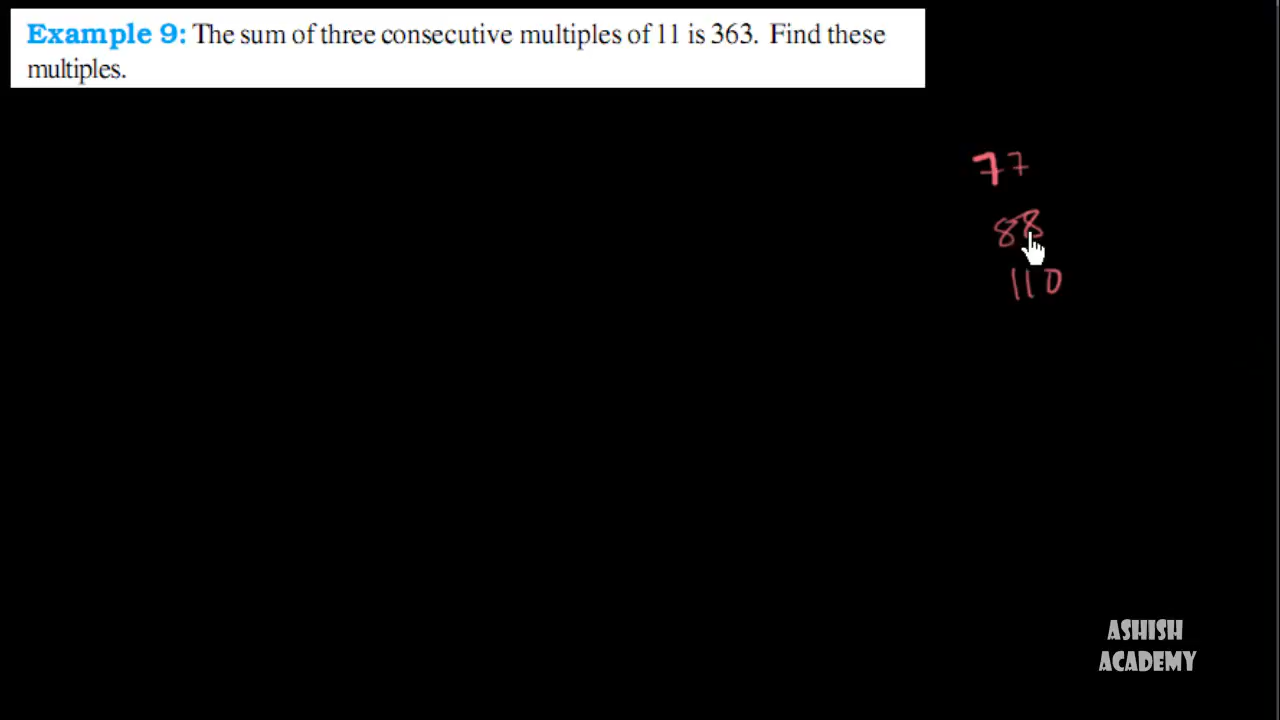 Example 9: The sum of three consecutive multiples of 11 is 363. Find these
multiples.
77
88
110
ASHISH
ACADEMY